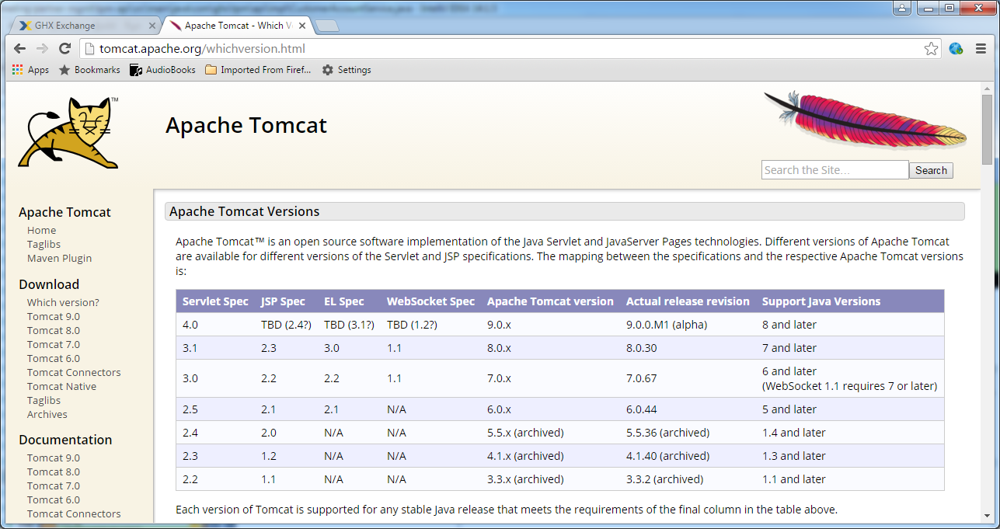 GHX Exchange
Apache Tomcat - Which V
tomcat.apache.org/whichversion.html
Apps Bookmarks AudioBooks Imported From Firef... Settings
TM
Apache Tomcat
Search the Site... Search
Apache Tomcat
Home
Taglibs
Maven Plugin
Download
Which version?
Tomcat 9.0
Tomcat 8.0
Tomcat 7.0
Tomcat 6.0
Tomcat Connectors
Tomcat Native
Taglibs
Archives
Documentation
Tomcat 9.0
Tomcat 8.0
Tomcat 7.0
Tomcat 6.0
Tomcat Connectors
Apache Tomcat Versions
Apache Tomcat™ is an open source software implementation of the Java Servlet and JavaServer Pages technologies. Different versions of Apache Tomcat
are available for different versions of the Servlet and JSP specifications. The mapping between the specifications and the respective Apache Tomcat versions
is:
Servlet Spec JSP Spec EL Spec WebSocket Spec Apache Tomcat version Actual release revision Support Java Versions
4.0 TBD (2.4?) TBD (3.1?) TBD (1.2?) 9.0.x 9.0.0.M1 (alpha) 8 and later
3.1 2.3 3.0 1.1 8.0.x 8.0.30 7 and later
3.0 2.2 2.2 1.1 7.0.x 7.0.67 6 and later
(WebSocket 1.1 requires 7 or later)
2.5 2.1 2.1 N/A 6.0.x 6.0.44 5 and later
2.4 2.0 N/A N/A 5.5.x (archived) 5.5.36 (archived) 1.4 and later
2.3 1.2 N/A N/A 4.1.x (archived) 4.1.40 (archived) 1.3 and later
2.2 1.1 N/A N/A 3.3.x (archived) 3.3.2 (archived) 1.1 and later
Each version of Tomcat is supported for any stable Java release that meets the requirements of the final column in the table above.